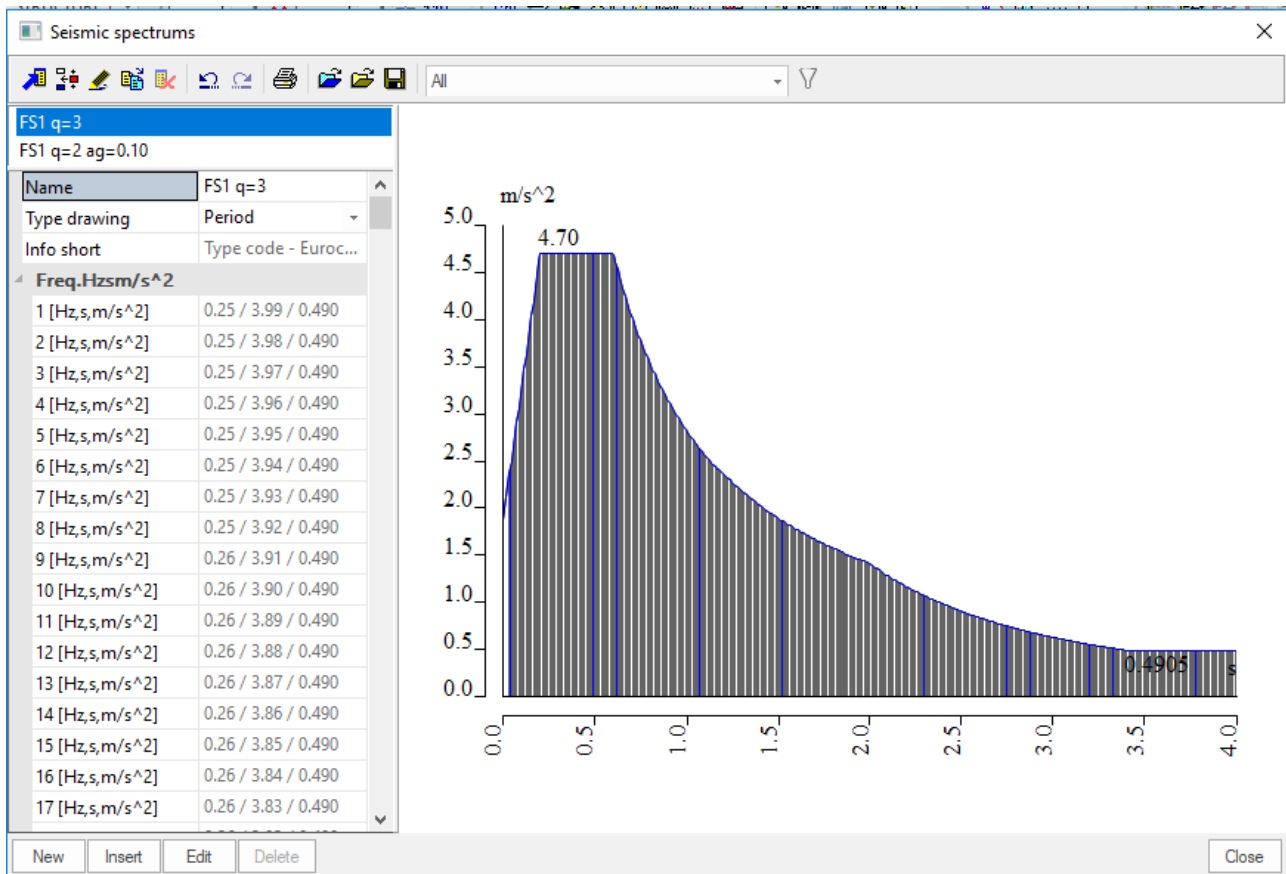 Seismic spectrums
All
FS1 q=3
FS1 q=2 ag=0.10
Name FS1 q=3
Type drawing Period
Info short Type code - Euroc...
Freq.Hzsm/s^2
1 [Hz,s,m/s^2] 0.25 / 3.99 / 0.490
2 [Hz,s,m/s^2] 0.25 / 3.98 / 0.490
3 [Hz,s,m/s^2] 0.25 / 3.97 / 0.490
4 [Hz,s,m/s^2] 0.25 / 3.96 / 0.490
5 [Hz,s,m/s^2] 0.25 / 3.95 / 0.490
6 [Hz,s,m/s^2] 0.25 / 3.94 / 0.490
7 [Hz,s,m/s^2] 0.25 / 3.93 / 0.490
8 [Hz,s,m/s^2] 0.25 / 3.92 / 0.490
9 [Hz,s,m/s^2] 0.26 / 3.91 / 0.490
10 [Hz,s,m/s^2] 0.26 / 3.90 / 0.490
11 [Hz,s,m/s^2] 0.26 / 3.89 / 0.490
12 [Hz,s,m/s^2] 0.26 / 3.88 / 0.490
13 [Hz,s,m/s^2] 0.26 / 3.87 / 0.490
14 [Hz,s,m/s^2] 0.26 / 3.86 / 0.490
15 [Hz,s,m/s^2] 0.26 / 3.85 / 0.490
16 [Hz,s,m/s^2] 0.26 / 3.84 / 0.490
17 [Hz,s,m/s^2] 0.26 / 3.83 / 0.490
m/s^2
5.0
4.70
4.5
4.0
3.5
3.0
2.5
2.0
1.5
1.0
0.5
0.4905 s
0.0
0.0 0.5 1.0 1.5 2.0 2.5 3.0 3.5 4.0
New Insert Edit Delete Close